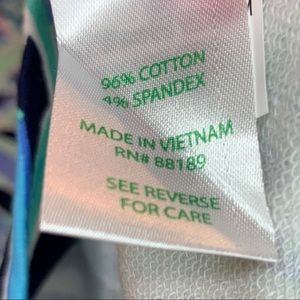 96% COTTON
4% SPANDEX
MADE IN VIETNAM
RN# 88189
SEE REVERSE
FOR CARE